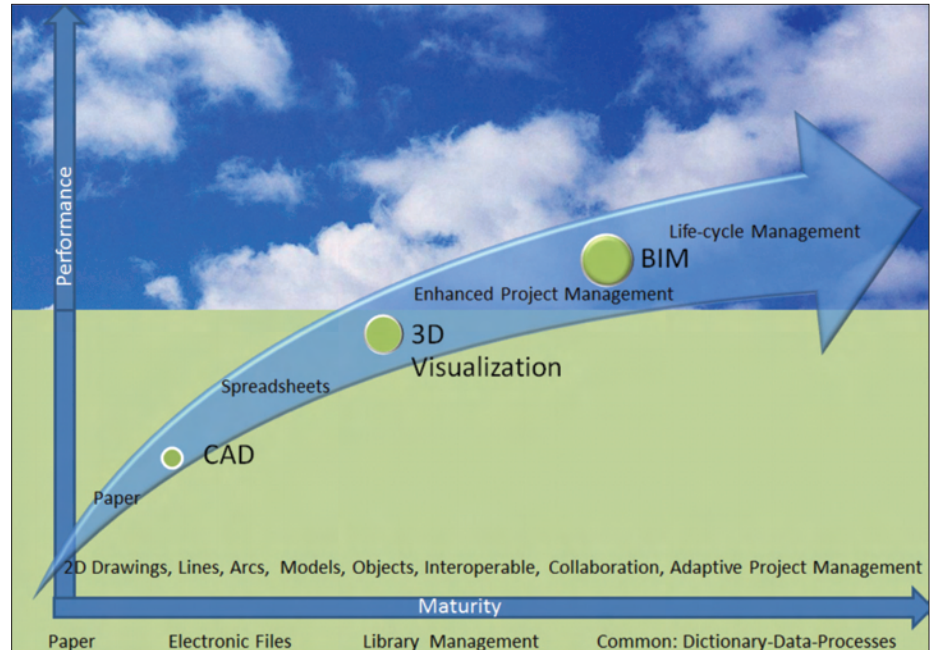 Performance
Life-cycle Management
BIM
Enhanced Project Management
3D
Visualization
Spreadsheets
CAD
Paper
2D Drawings, Lines, Arcs, Models, Objects, Interoperable, Collaboration, Adaptive Project Management
Maturity
Paper Electronic Files Library Management Common: Dictionary-Data-Processes